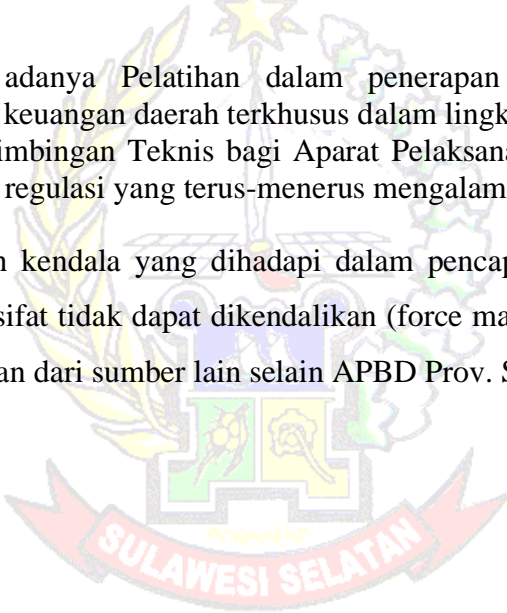 adanya Pelatihan dalam penerapan
keuangan daerah terkhusus dalam lingk
imbingan Teknis bagi Aparat Pelaksana
regulasi yang terus-menerus mengalam
n kendala yang dihadapi dalam pencap
sifat tidak dapat dikendalikan (force ma
an dari sumber lain selain APBD Prov. S
SULAWESI SELATAN